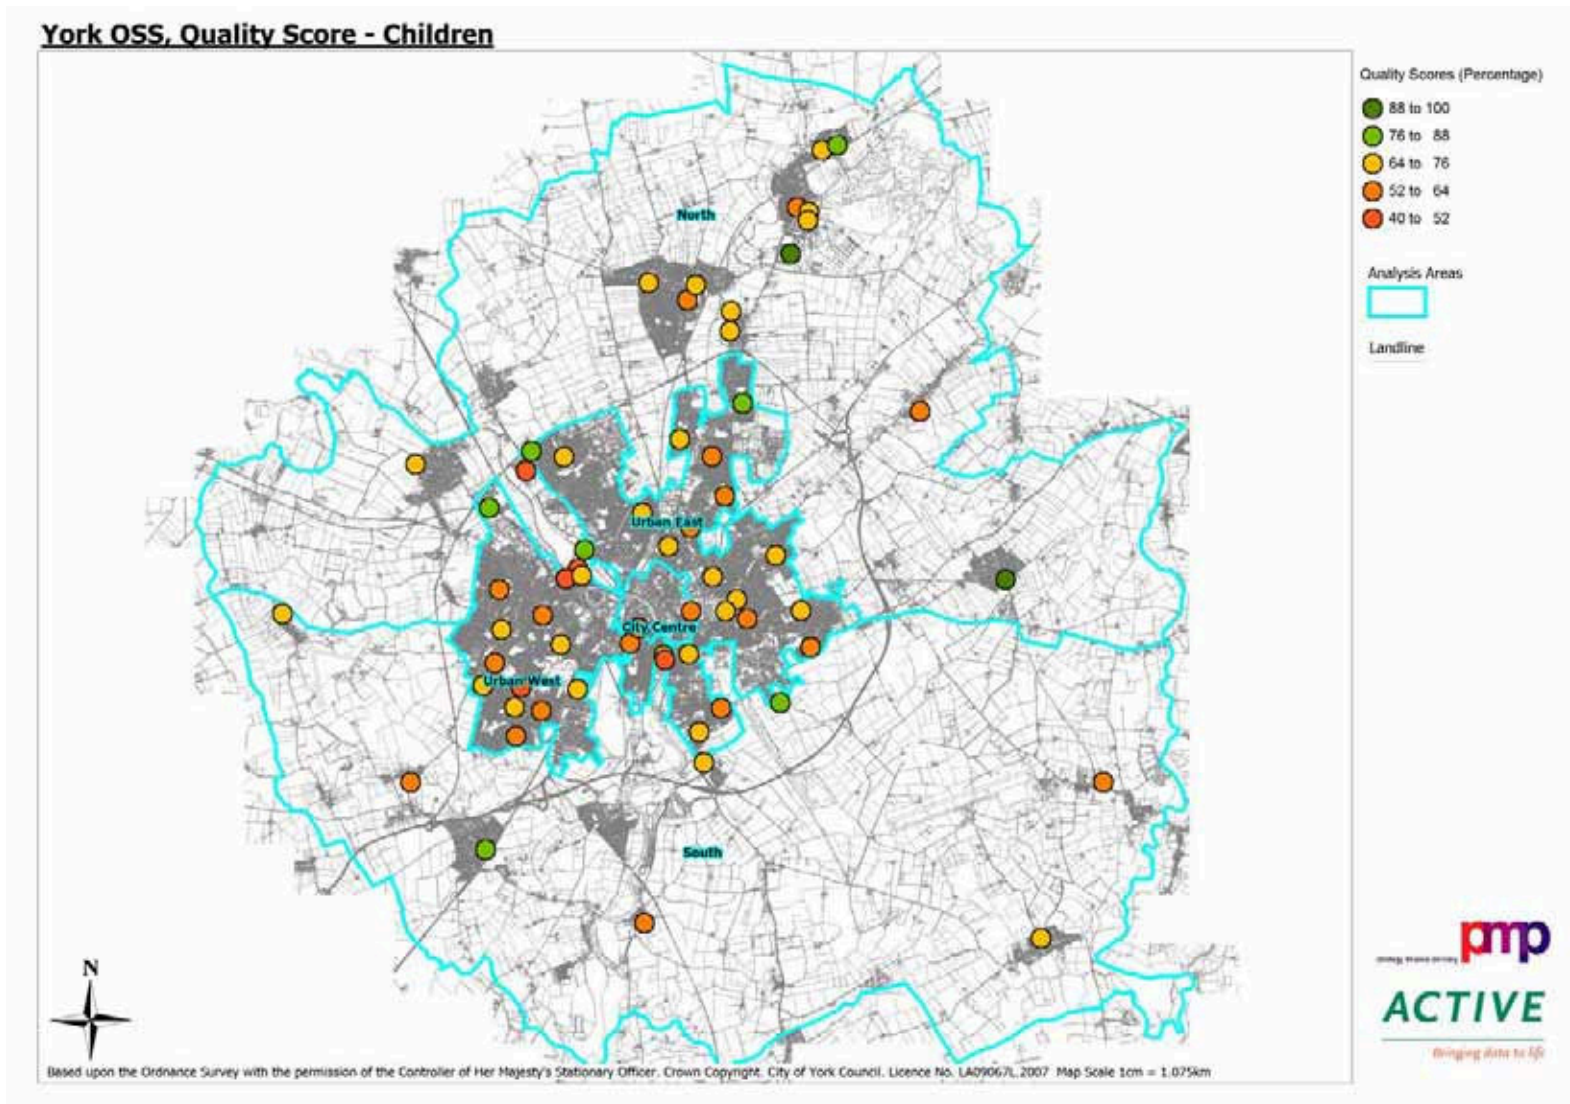 York OSS, Quality Score - Children
Quality Scores (Percentage)
88 to 100
76 to 88
64 to 76
52 to 64
40 to 52
Analysis Areas
Landline
North
Urban East
City Centre
Urban West
South
N
pmp
ACTIVE
Bringing data to life
Based upon the Ordnance Survey with the permission of the Controller of Her Majesty's Stationary Officer. Crown Copyright. City of York Council. Licence No. LA09067L.2007 Map Scale 1cm = 1.075km